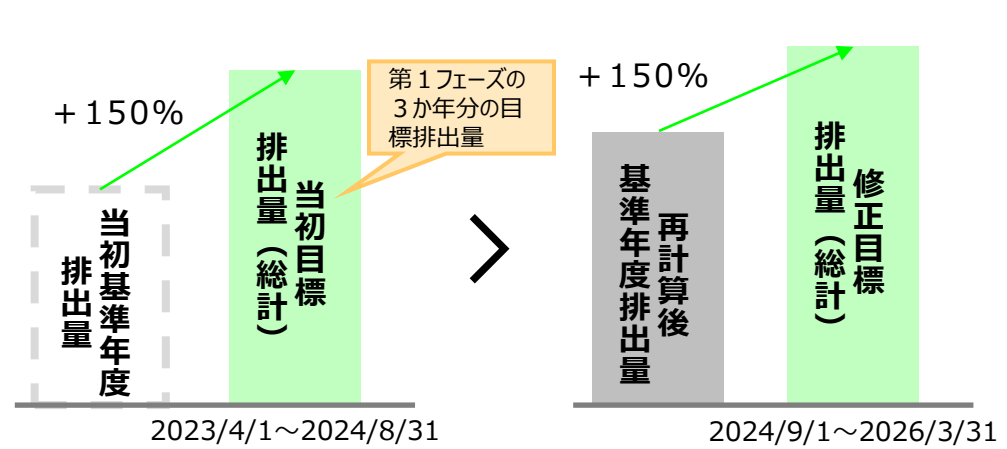 ＋150%
当初基準年度
排出量
当初目標
排出量（総計）
第１フェーズの
３か年分の目
標排出量
2023/4/1～2024/8/31
＋150%
再計算後
基準年度排出量
修正目標
排出量（総計）
2024/9/1～2026/3/31